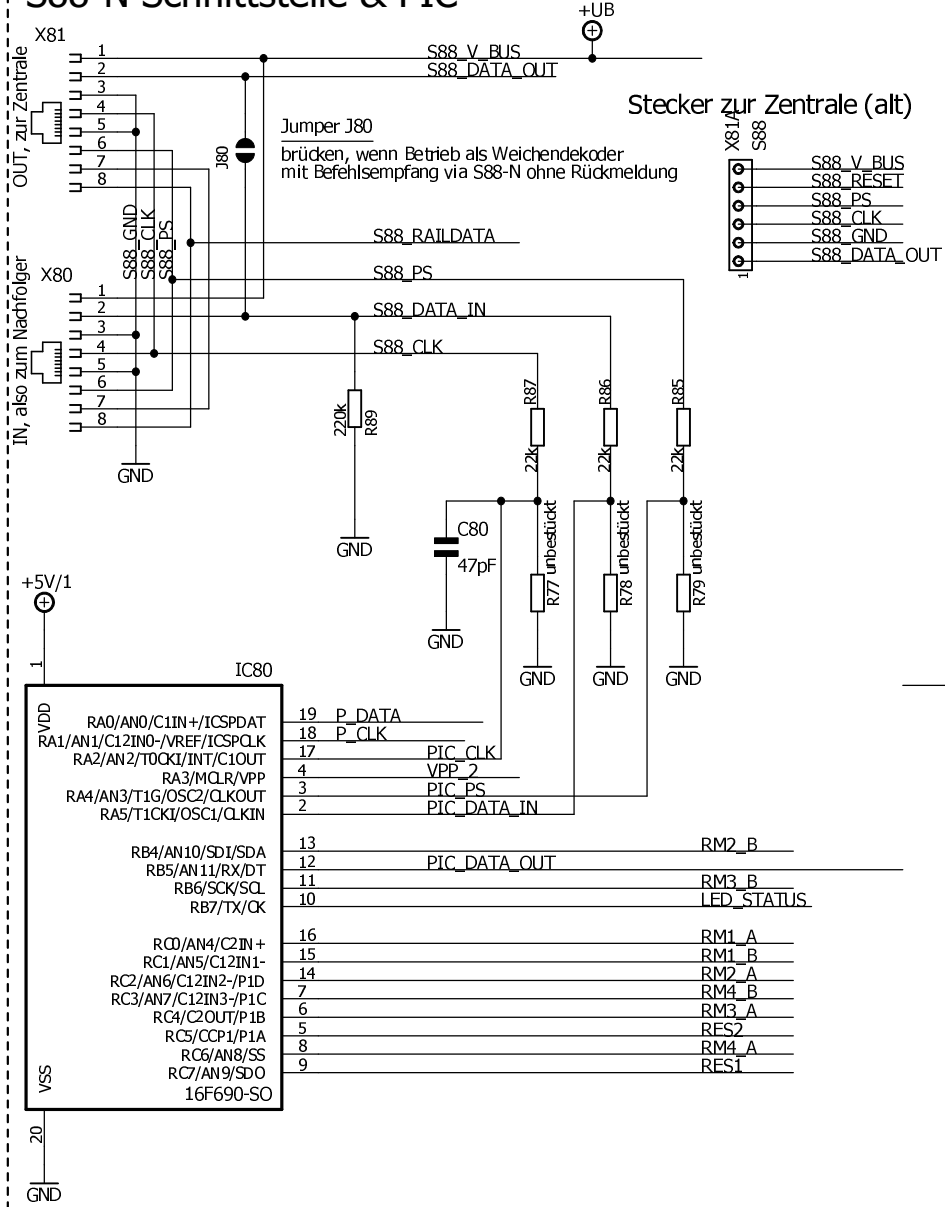 S88-N Schnittstelle & PIC
+UB
X81
OUT, zur Zentrale
1
2
3
4
5
6
7
8
S88_V_BUS
S88_DATA_OUT
J80
Jumper J80
brücken, wenn Betrieb als Weichendekoder
mit Befehlsempfang via S88-N ohne Rückmeldung
Stecker zur Zentrale (alt)
X81A
S88
S88_V_BUS
S88_RESET
S88_PS
S88_CLK
S88_GND
S88_DATA_OUT
1
S88_GND
S88_CLK
S88_PS
S88_RAILDATA
S88_PS
S88_DATA_IN
S88_CLK
X80
IN, also zum Nachfolger
1
2
3
4
5
6
7
8
GND
220k
R89
GND
R87
22k
R86
22k
R85
22k
C80
47pF
GND
R77 unbestückt
GND
R78 unbestückt
GND
R79 unbestückt
GND
+5V/1
1
IC80
VDD
RA0/AN0/C1IN+/ICSPDAT 19 P_DATA
RA1/AN1/C12IN0-/VREF/ICSPCLK 18 P_CLK
RA2/AN2/T0CKI/INT/C1OUT 17 PIC_CLK
RA3/MCLR/VPP 4 VPP_2
RA4/AN3/T1G/OSC2/CLKOUT 3 PIC_PS
RA5/T1CKI/OSC1/CLKIN 2 PIC_DATA_IN
RB4/AN10/SDI/SDA 13 RM2_B
RB5/AN11/RX/DT 12 PIC_DATA_OUT
RB6/SCK/SCL 11 RM3_B
RB7/TX/CK 10 LED_STATUS
RC0/AN4/C2IN+ 16 RM1_A
RC1/AN5/C12IN1- 15 RM1_B
RC2/AN6/C12IN2-/P1D 14 RM2_A
RC3/AN7/C12IN3-/P1C 7 RM4_B
RC4/C2OUT/P1B 6 RM3_A
RC5/CCP1/P1A 5 RES2
RC6/AN8/SS 8 RM4_A
RC7/AN9/SDO 9 RES1
VSS
16F690-SO
20
GND